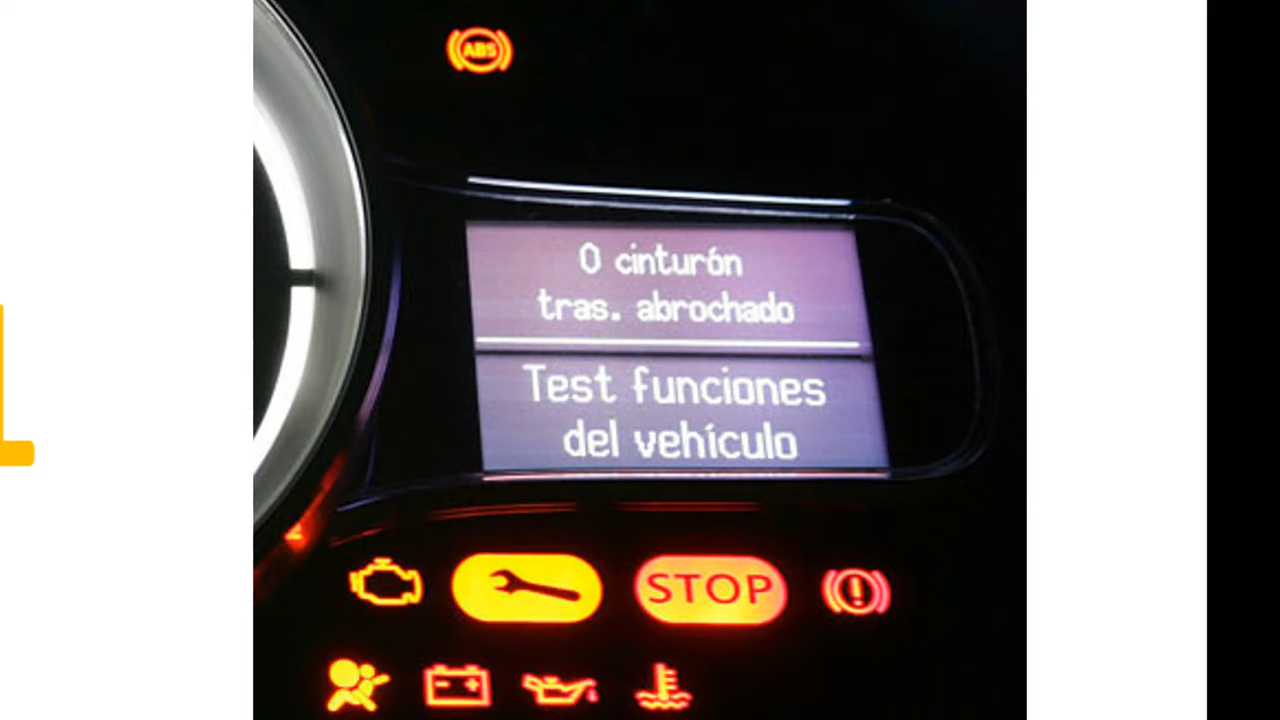 ABS
0 cinturón
tras. abrochado
Test funciones
del vehículo
STOP